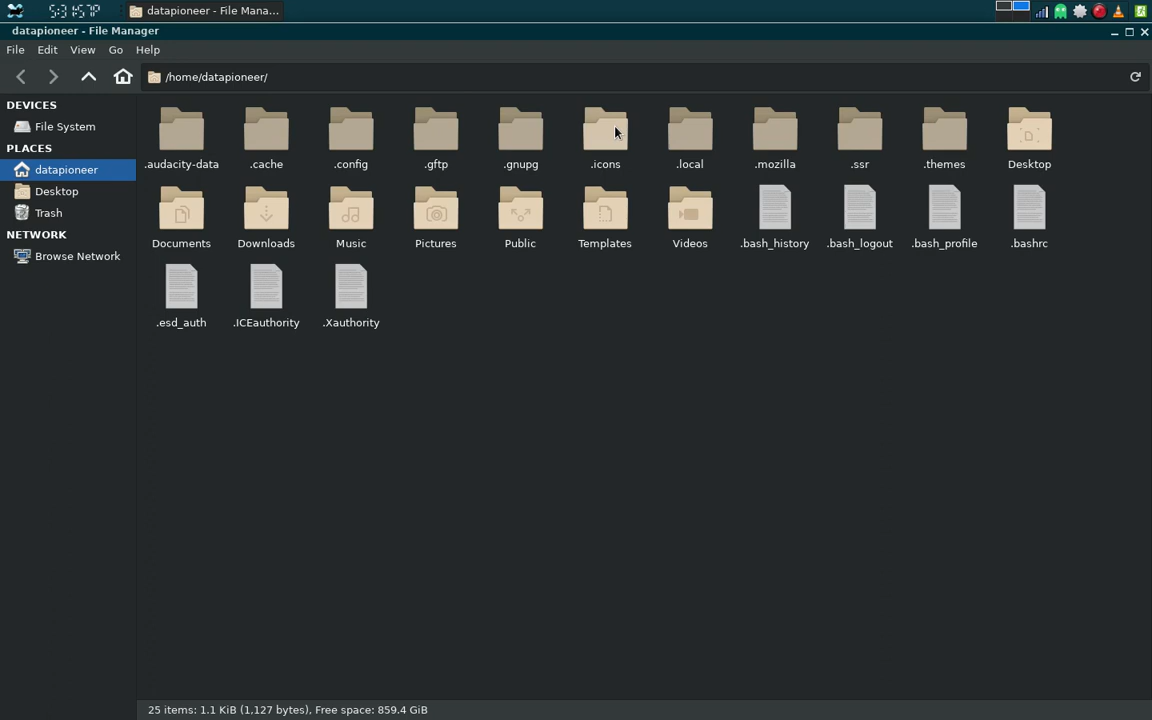 datapioneer - File Mana...
datapioneer - File Manager
File Edit View Go Help
/home/datapioneer/
DEVICES
File System
PLACES
datapioneer
Desktop
Trash
NETWORK
Browse Network
.audacity-data .cache .config .gftp .gnupg .icons .local .mozilla .ssr .themes Desktop
Documents Downloads Music Pictures Public Templates Videos .bash_history .bash_logout .bash_profile .bashrc
.esd_auth .ICEauthority .Xauthority
25 items: 1.1 KiB (1,127 bytes), Free space: 859.4 GiB